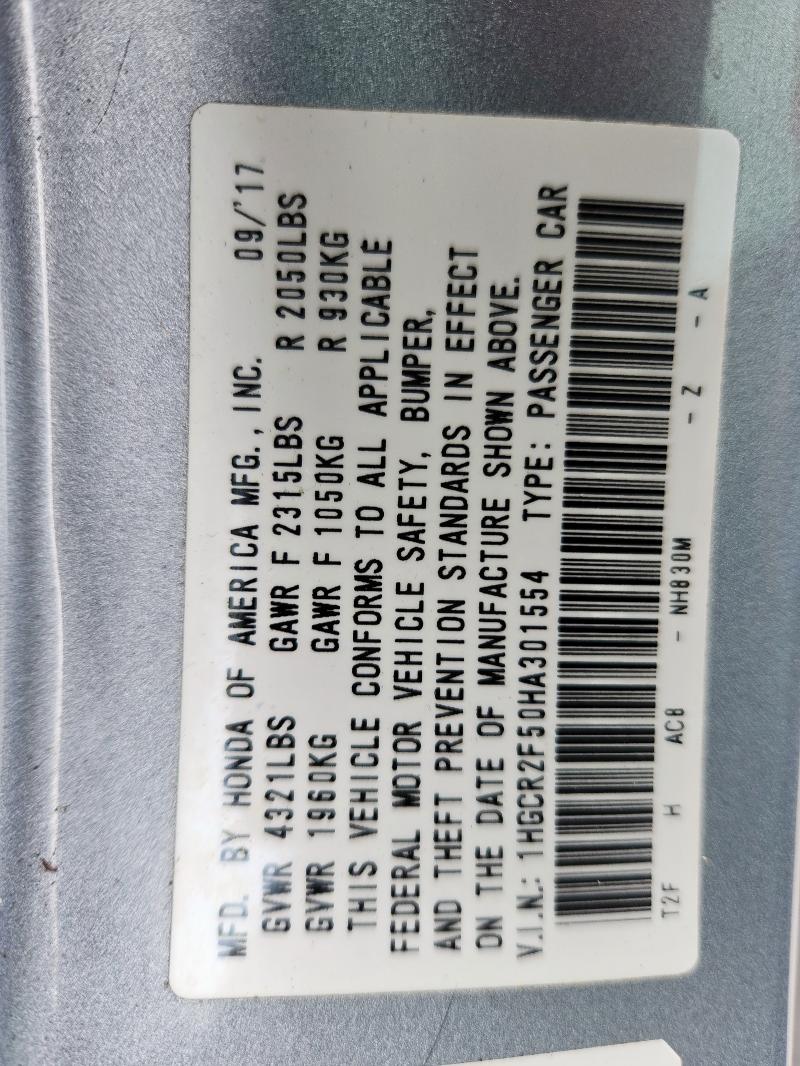 MFD. BY HONDA OF AMERICA MFG., INC. 09/'17
GVWR 4321LBS GAWR F 2315LBS R 2050LBS
GVWR 1960KG GAWR F 1050KG R 930KG
THIS VEHICLE CONFORMS TO ALL APPLICABLE
FEDERAL MOTOR VEHICLE SAFETY, BUMPER,
AND THEFT PREVENTION STANDARDS IN EFFECT
ON THE DATE OF MANUFACTURE SHOWN ABOVE.
V.I.N.: 1HGCR2F50HA301554 TYPE: PASSENGER CAR
T2F H AC8 - NH830M - Z - A